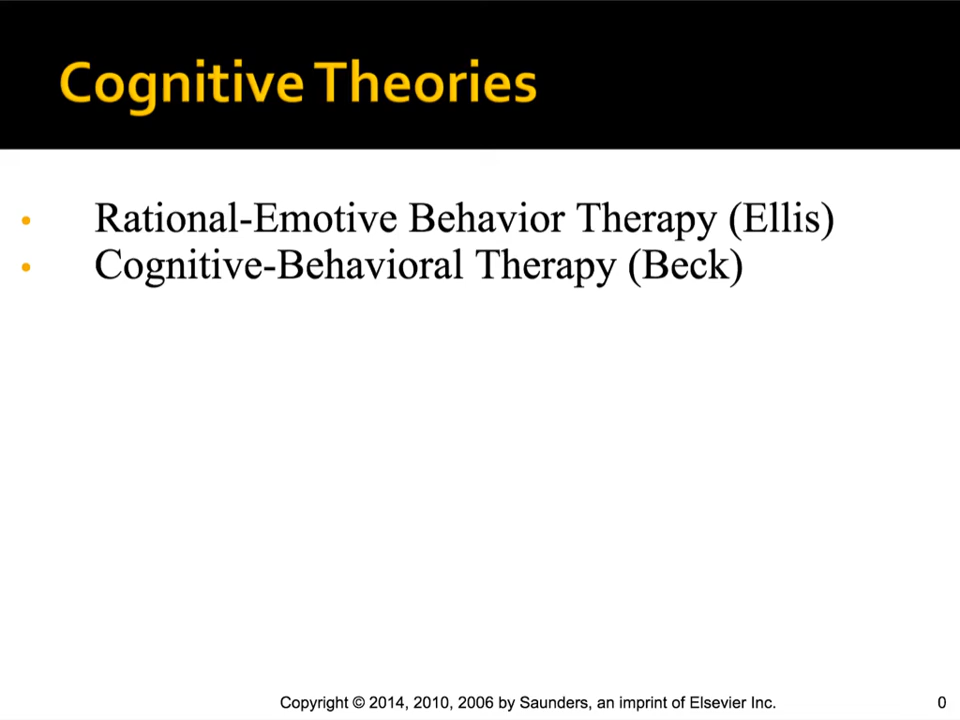 Cognitive Theories
• Rational-Emotive Behavior Therapy (Ellis)
• Cognitive-Behavioral Therapy (Beck)
Copyright © 2014, 2010, 2006 by Saunders, an imprint of Elsevier Inc. 0